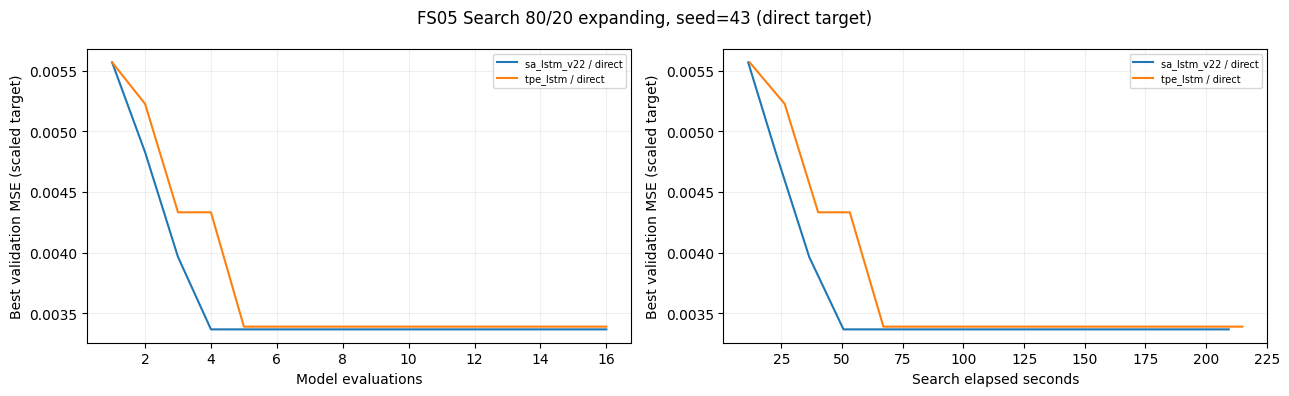 FS05 Search 80/20 expanding, seed=43 (direct target)
Best validation MSE (scaled target)
0.0055
0.0050
0.0045
0.0040
0.0035
sa_lstm_v22 / direct
tpe_lstm / direct
2 4 6 8 10 12 14 16
Model evaluations
Best validation MSE (scaled target)
0.0055
0.0050
0.0045
0.0040
0.0035
sa_lstm_v22 / direct
tpe_lstm / direct
25 50 75 100 125 150 175 200 225
Search elapsed seconds